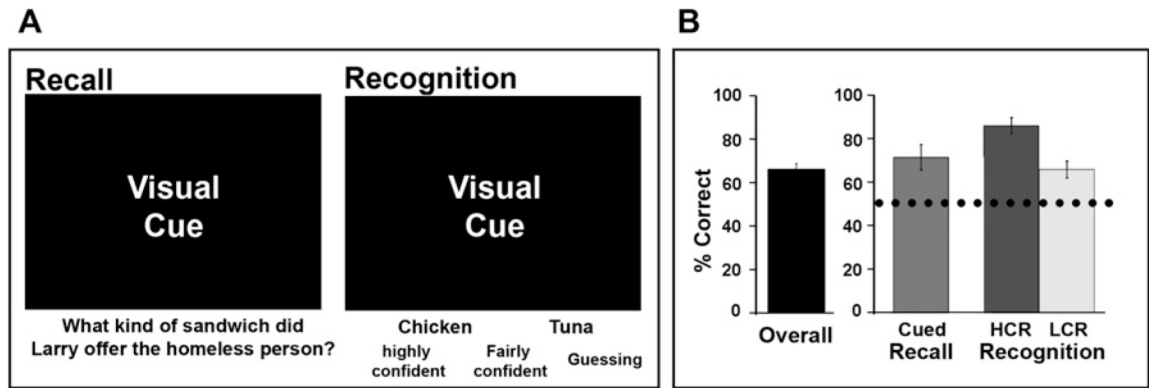 A
Recall
Visual
Cue
What kind of sandwich did
Larry offer the homeless person?
Recognition
Visual
Cue
Chicken Tuna
highly confident Fairly confident Guessing
B
% Correct
100
80
60
40
20
0
Overall
100
80
60
40
20
0
Cued HCR LCR
Recall Recognition